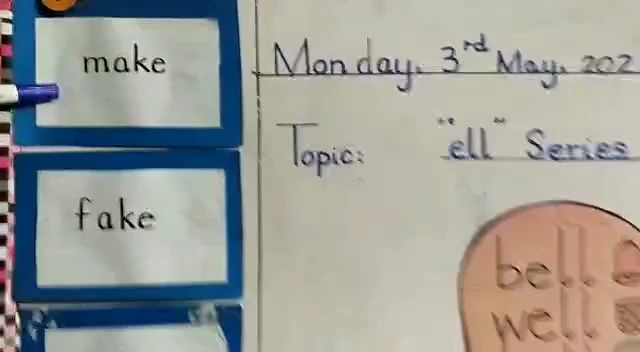 make
fake
Monday, 3rd May, 202
Topic: "ell" Series
bell
well